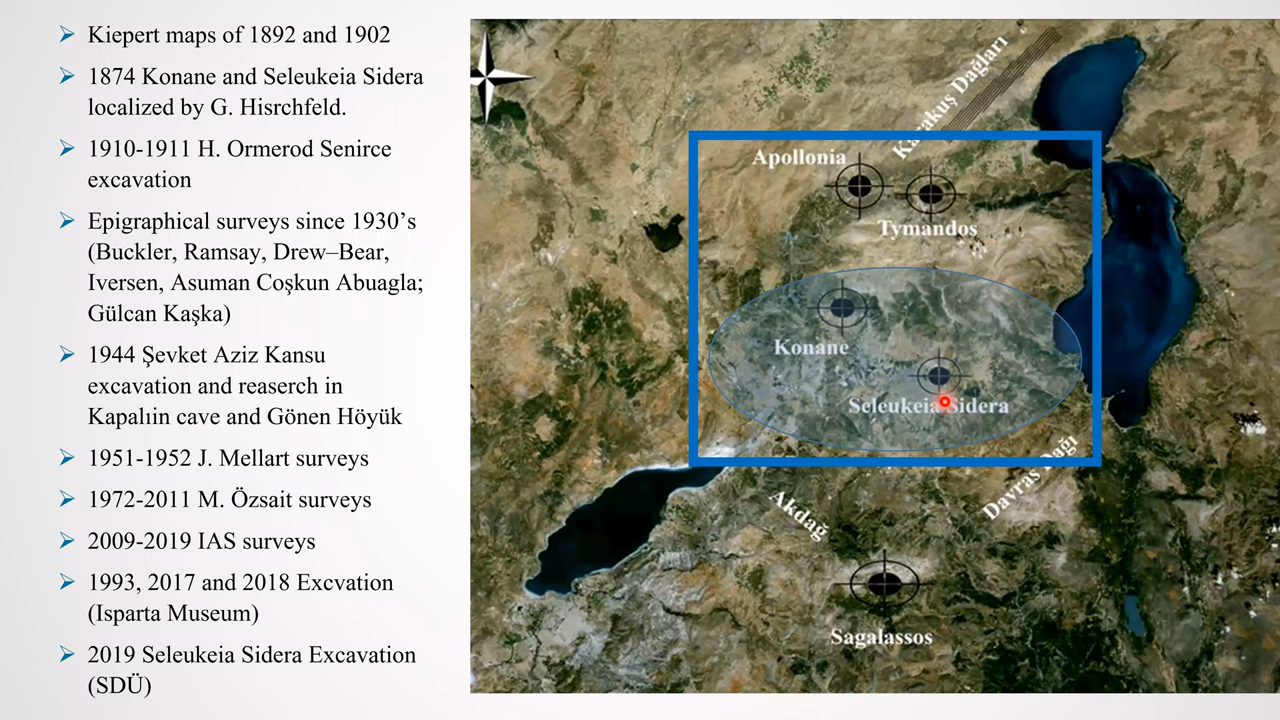 Kiepert maps of 1892 and 1902
1874 Konane and Seleukeia Sidera
localized by G. Hisrchfeld.
1910-1911 H. Ormerod Senirce
excavation
Epigraphical surveys since 1930’s
(Buckler, Ramsay, Drew–Bear,
Iversen, Asuman Coşkun Abuagla;
Gülcan Kaşka)
1944 Şevket Aziz Kansu
excavation and reaserch in
Kapalıin cave and Gönen Höyük
1951-1952 J. Mellart surveys
1972-2011 M. Özsait surveys
2009-2019 IAS surveys
1993, 2017 and 2018 Excvation
(Isparta Museum)
2019 Seleukeia Sidera Excavation
(SDÜ)
Karakuş Dağları
Apollonia
Tymandos
Konane
Seleukeia Sidera
Davras Dağı
Akdağ
Sagalassos